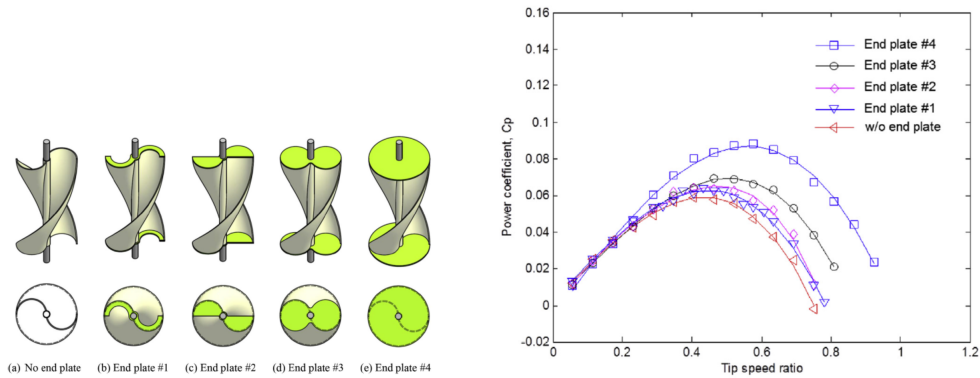 (a) No end plate
(b) End plate #1
(c) End plate #2
(d) End plate #3
(e) End plate #4
0.16
0.14
0.12
0.1
0.08
0.06
0.04
0.02
0
-0.02
Power coefficient, Cp
End plate #4
End plate #3
End plate #2
End plate #1
w/o end plate
0
0.2
0.4
0.6
0.8
1
1.2
Tip speed ratio